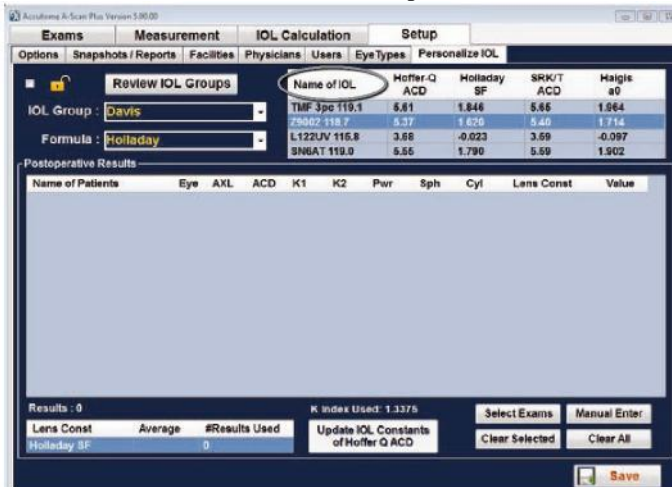 Accutome A-Scan Plus Version 5.00.00
Exams Measurement IOL Calculation Setup
Options Snapshots / Reports Facilities Physicians Users Eye Types Personalize IOL
Review IOL Groups
IOL Group : Davis
Formula : Holladay
Name of IOL Hoffer-Q ACD Holladay SF SRK/T ACD Haigis a0
TMF 3pc 119.1 5.61 1.846 5.65 1.964
Z9002 118.7 5.37 1.620 5.40 1.714
L122UV 115.8 3.68 -0.023 3.59 -0.097
SN6AT 119.0 5.55 1.790 5.59 1.902
Postoperative Results
Name of Patients Eye AXL ACD K1 K2 Pwr Sph Cyl Lens Const Value
Results : 0
K Index Used: 1.3375
Lens Const Average #Results Used
Holladay SF 0
Update IOL Constants
of Hoffer Q ACD
Select Exams Manual Enter
Clear Selected Clear All
Save